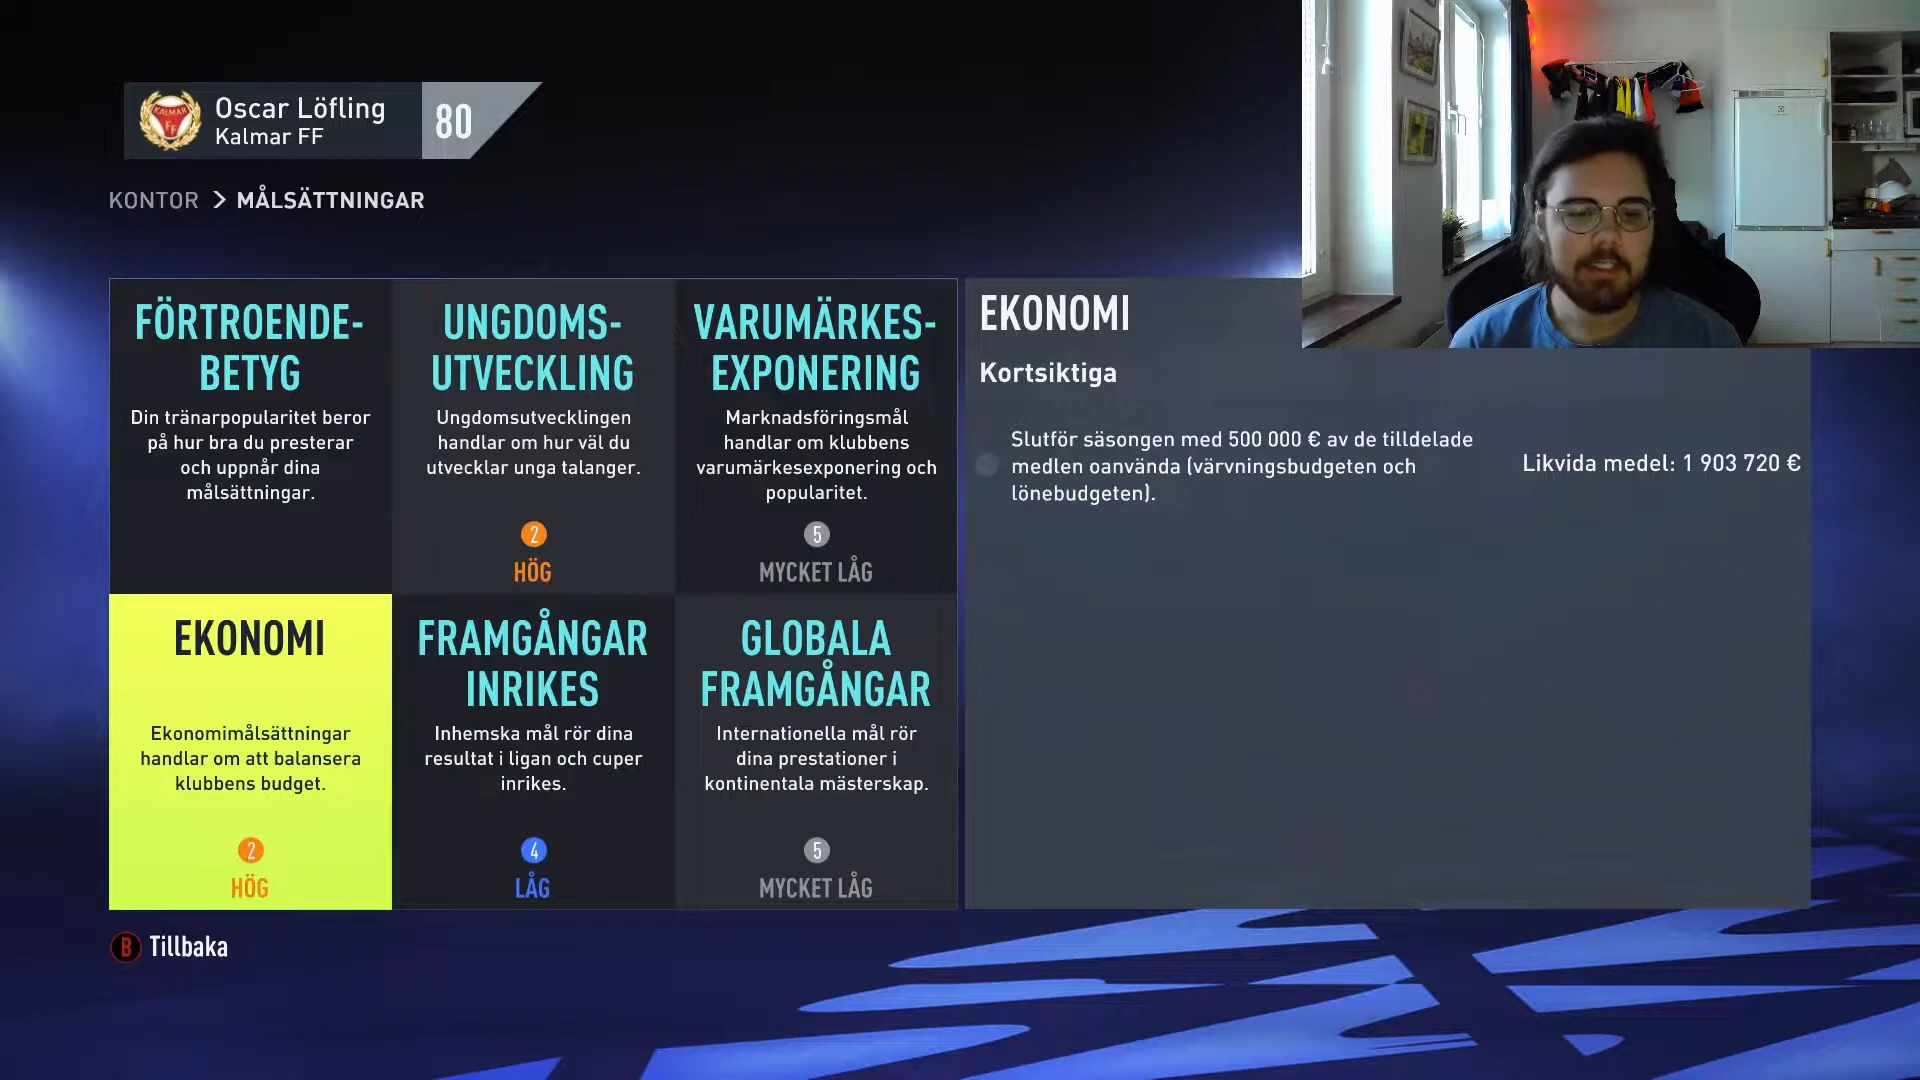 Oscar Löfling
Kalmar FF
80
KALMAR
FF
KONTOR > MÅLSÄTTNINGAR
FÖRTROENDE-
BETYG
Din tränarpopularitet beror
på hur bra du presterar
och uppnår dina
målsättningar.
UNGDOMS-
UTVECKLING
Ungdomsutvecklingen
handlar om hur väl du
utvecklar unga talanger.
2
HÖG
VARUMÄRKES-
EXPONERING
Marknadsföringsmål
handlar om klubbens
varumärkesexponering och
popularitet.
5
MYCKET LÅG
EKONOMI
Ekonomimålsättningar
handlar om att balansera
klubbens budget.
2
HÖG
FRAMGÅNGAR
INRIKES
Inhemska mål rör dina
resultat i ligan och cuper
inrikes.
4
LÅG
GLOBALA
FRAMGÅNGAR
Internationella mål rör
dina prestationer i
kontinentala mästerskap.
5
MYCKET LÅG
EKONOMI
Kortsiktiga
Slutför säsongen med 500 000 € av de tilldelade
medlen oanvända (värvningsbudgeten och
lönebudgeten).
Likvida medel: 1 903 720 €
B Tillbaka